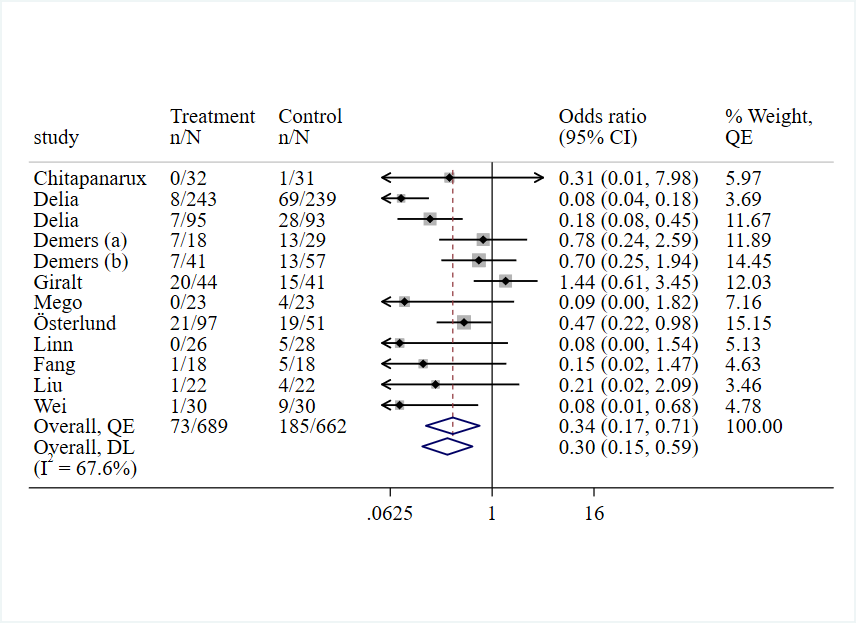 Treatment Control Odds ratio % Weight,
study n/N n/N (95% CI) QE
Chitapanarux 0/32 1/31 0.31 (0.01, 7.98) 5.97
Delia 8/243 69/239 0.08 (0.04, 0.18) 3.69
Delia 7/95 28/93 0.18 (0.08, 0.45) 11.67
Demers (a) 7/18 13/29 0.78 (0.24, 2.59) 11.89
Demers (b) 7/41 13/57 0.70 (0.25, 1.94) 14.45
Giralt 20/44 15/41 1.44 (0.61, 3.45) 12.03
Mego 0/23 4/23 0.09 (0.00, 1.82) 7.16
Österlund 21/97 19/51 0.47 (0.22, 0.98) 15.15
Linn 0/26 5/28 0.08 (0.00, 1.54) 5.13
Fang 1/18 5/18 0.15 (0.02, 1.47) 4.63
Liu 1/22 4/22 0.21 (0.02, 2.09) 3.46
Wei 1/30 9/30 0.08 (0.01, 0.68) 4.78
Overall, QE 73/689 185/662 0.34 (0.17, 0.71) 100.00
Overall, DL 0.30 (0.15, 0.59)
(I² = 67.6%)
.0625 1 16